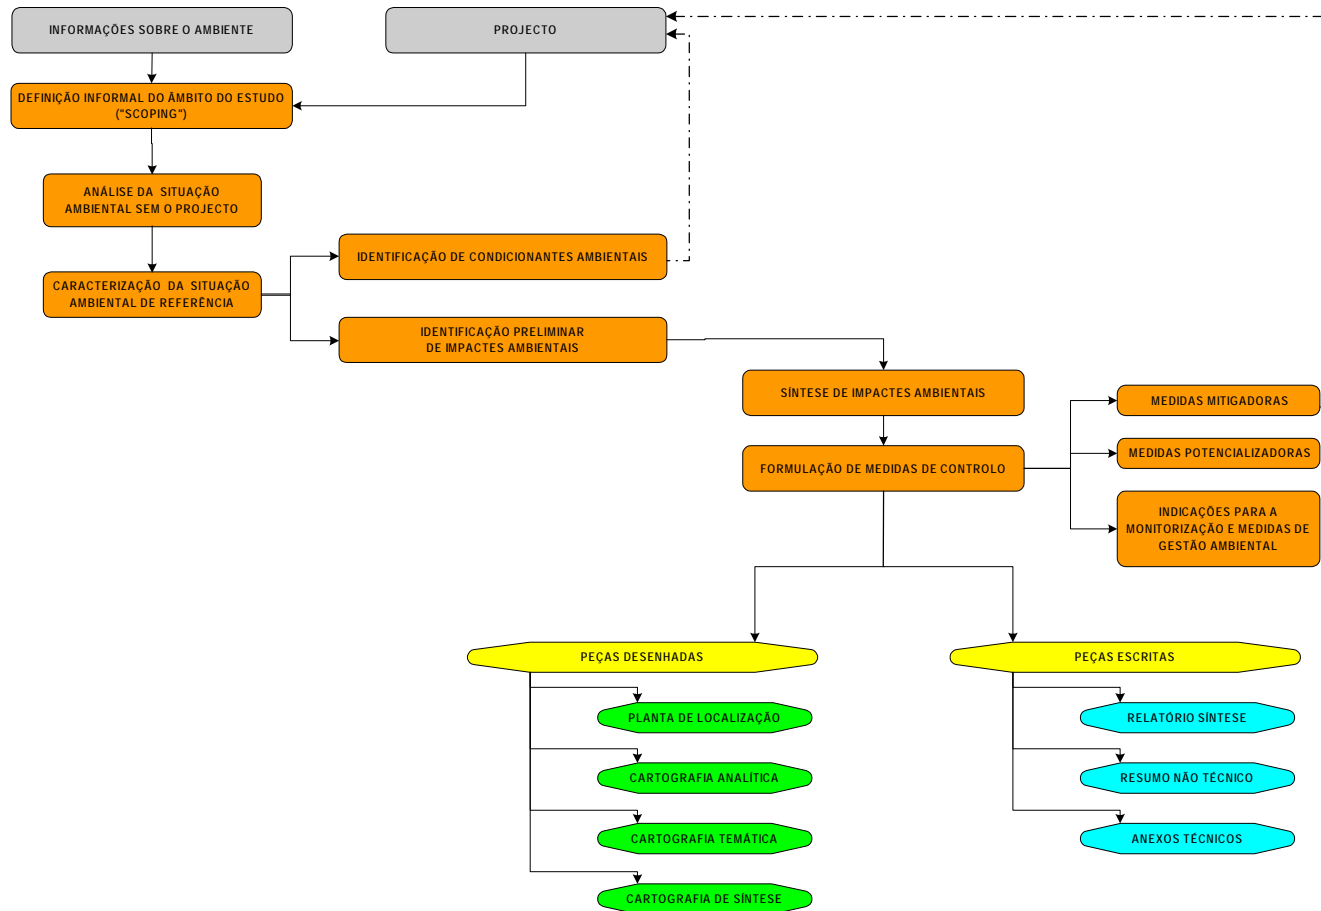 INFORMAÇÕES SOBRE O AMBIENTE
PROJECTO
DEFINIÇÃO INFORMAL DO ÂMBITO DO ESTUDO
("SCOPING")
ANÁLISE DA SITUAÇÃO
AMBIENTAL SEM O PROJECTO
CARACTERIZAÇÃO DA SITUAÇÃO
AMBIENTAL DE REFERÊNCIA
IDENTIFICAÇÃO DE CONDICIONANTES AMBIENTAIS
IDENTIFICAÇÃO PRELIMINAR
DE IMPACTES AMBIENTAIS
SÍNTESE DE IMPACTES AMBIENTAIS
FORMULAÇÃO DE MEDIDAS DE CONTROLO
MEDIDAS MITIGADORAS
MEDIDAS POTENCIALIZADORAS
INDICAÇÕES PARA A
MONITORIZAÇÃO E MEDIDAS DE
GESTÃO AMBIENTAL
PEÇAS DESENHADAS
PLANTA DE LOCALIZAÇÃO
CARTOGRAFIA ANALÍTICA
CARTOGRAFIA TEMÁTICA
CARTOGRAFIA DE SÍNTESE
PEÇAS ESCRITAS
RELATÓRIO SÍNTESE
RESUMO NÃO TÉCNICO
ANEXOS TÉCNICOS